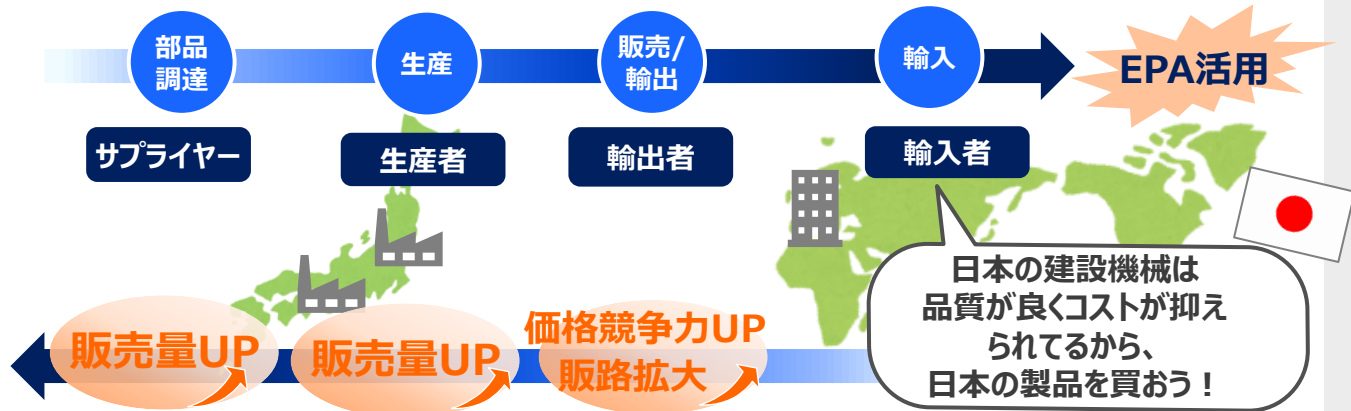 部品
調達
生産
販売/
輸出
輸入
EPA活用
サプライヤー
生産者
輸出者
輸入者
日本の建設機械は
品質が良くコストが抑え
られてるから、
日本の製品を買おう！
販売量UP
販売量UP
価格競争力UP
販路拡大